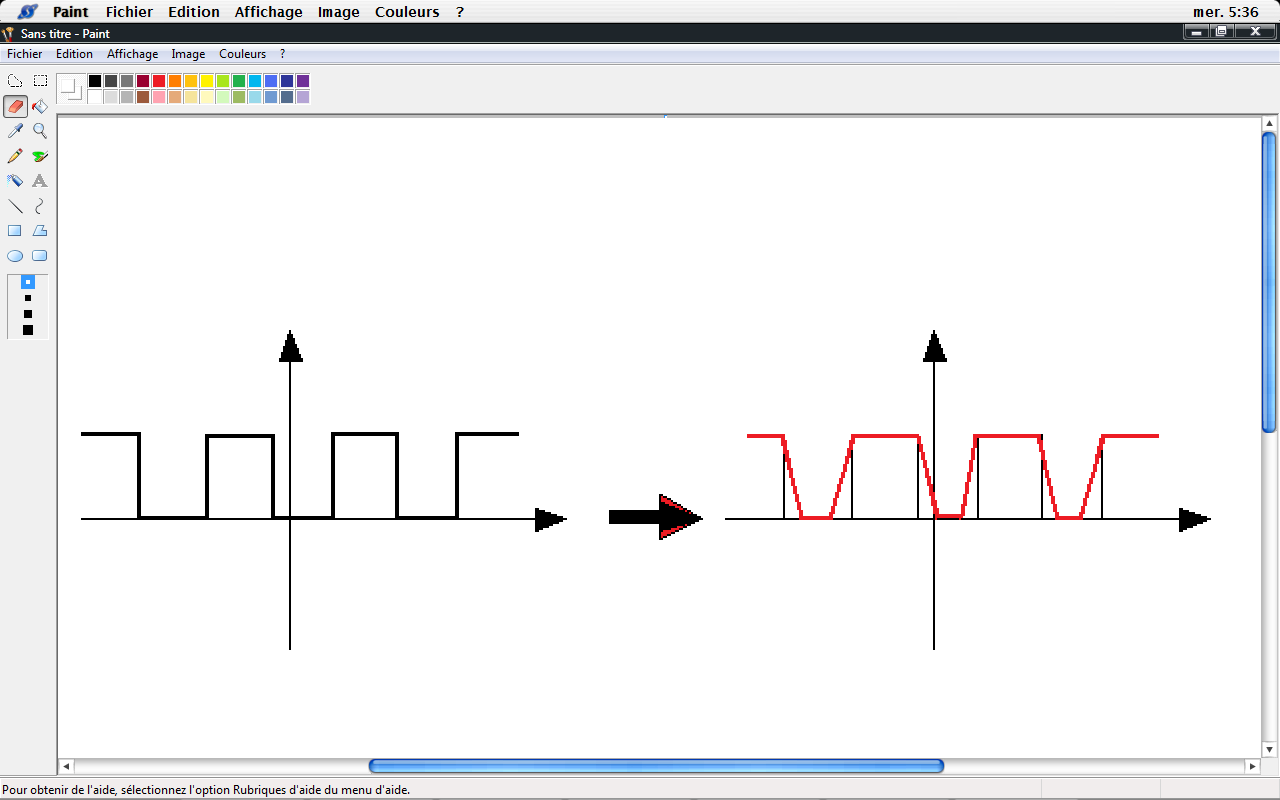 Paint Fichier Edition Affichage Image Couleurs ? mer. 5:36
Sans titre - Paint
Fichier Edition Affichage Image Couleurs ?
A
Pour obtenir de l'aide, sélectionnez l'option Rubriques d'aide du menu d'aide.